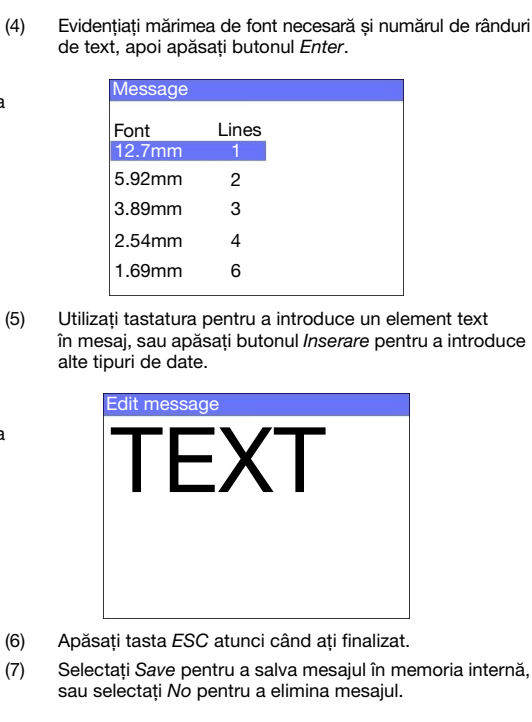 (4) Evidențiați mărimea de font necesară și numărul de rânduri
de text, apoi apăsați butonul Enter.
a
Message
Font Lines
12.7mm 1
5.92mm 2
3.89mm 3
2.54mm 4
1.69mm 6
(5) Utilizați tastatura pentru a introduce un element text
în mesaj, sau apăsați butonul Inserare pentru a introduce
alte tipuri de date.
a
Edit message
TEXT
(6) Apăsați tasta ESC atunci când ați finalizat.
(7) Selectați Save pentru a salva mesajul în memoria internă,
sau selectați No pentru a elimina mesajul.